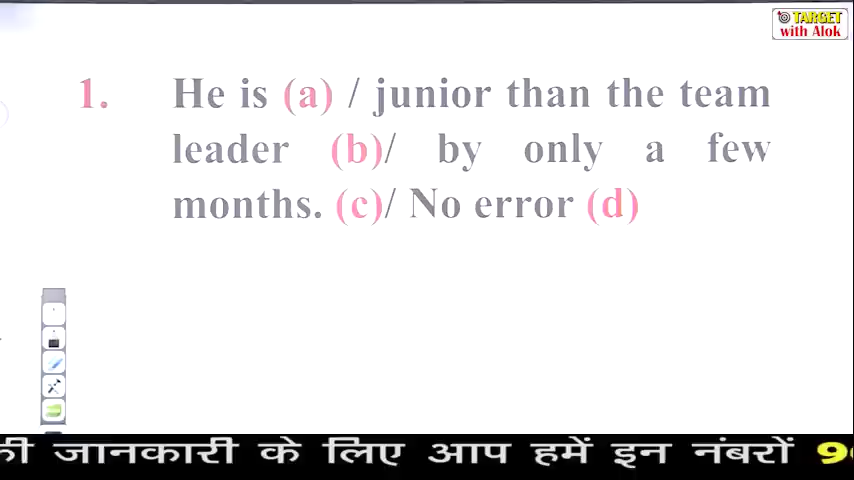 TARGET
with Alok
1. He is (a) / junior than the team
leader (b)/ by only a few
months. (c)/ No error (d)
जानकारी के लिए आप हमें इन नंबरों